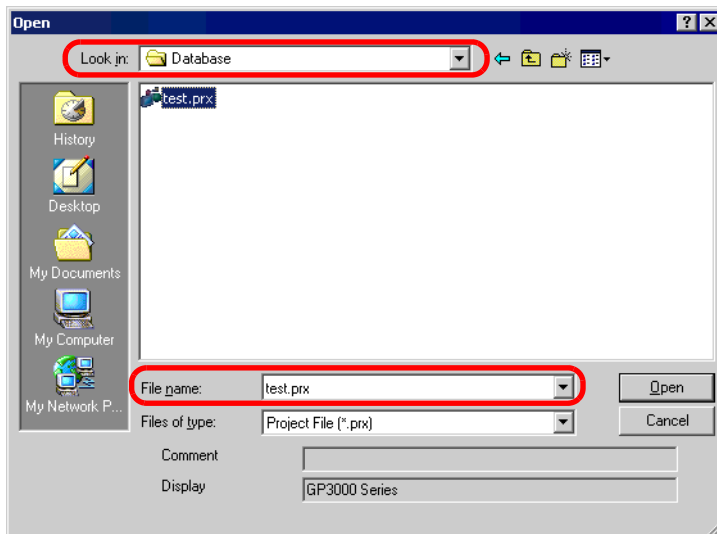 Open
Look in: Database
test.prx
History
Desktop
My Documents
My Computer
My Network P...
File name: test.prx Open
Files of type: Project File (*.prx) Cancel
Comment
Display GP3000 Series